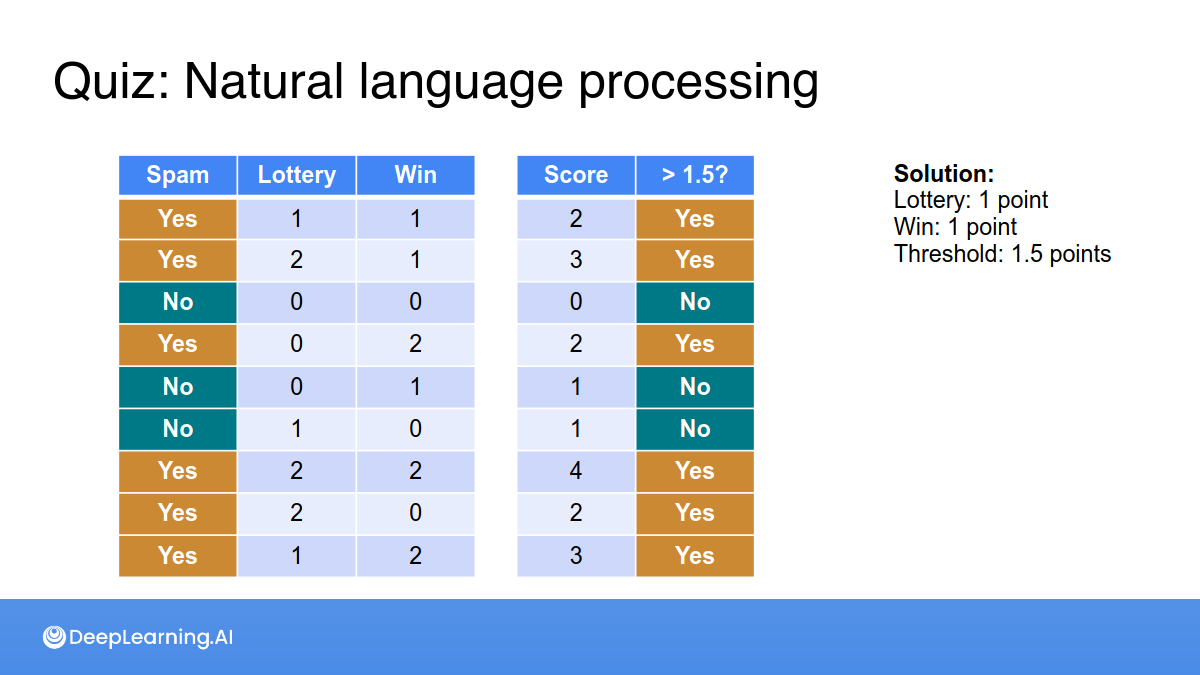 Quiz: Natural language processing
Spam Lottery Win Score > 1.5?
Yes 1 1 2 Yes
Yes 2 1 3 Yes
No 0 0 0 No
Yes 0 2 2 Yes
No 0 1 1 No
No 1 0 1 No
Yes 2 2 4 Yes
Yes 2 0 2 Yes
Yes 1 2 3 Yes
Solution:
Lottery: 1 point
Win: 1 point
Threshold: 1.5 points
DeepLearning.AI